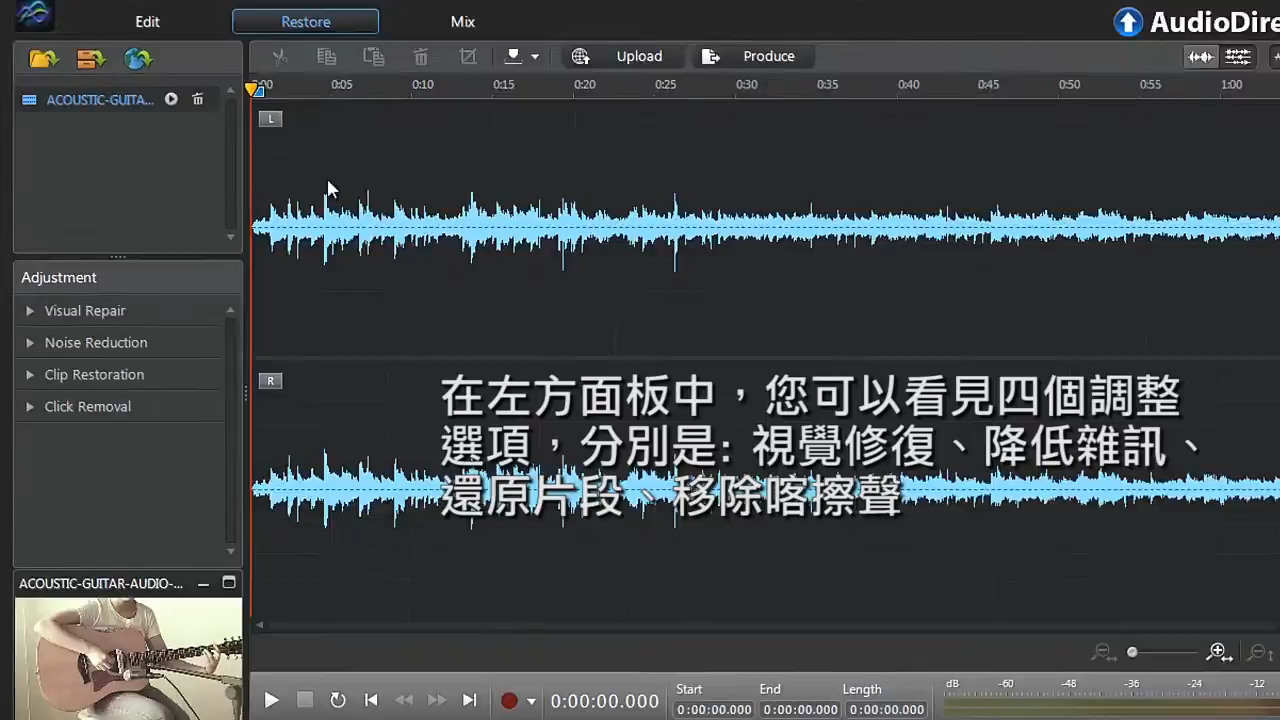 Edit
Restore
Mix
AudioDire
Upload
Produce
ACOUSTIC-GUITA...
0:00 0:05 0:10 0:15 0:20 0:25 0:30 0:35 0:40 0:45 0:50 0:55 1:00
L
Adjustment
Visual Repair
Noise Reduction
Clip Restoration
Click Removal
R
在左方面板中，您可以看見四個調整
選項，分別是: 視覺修復、降低雜訊、
還原片段、移除喀擦聲
ACOUSTIC-GUITAR-AUDIO-...
0:00:00.000
Start End Length
0:00:00.000 0:00:00.000 0:00:00.000
dB -60 -48 -36 -24 -12